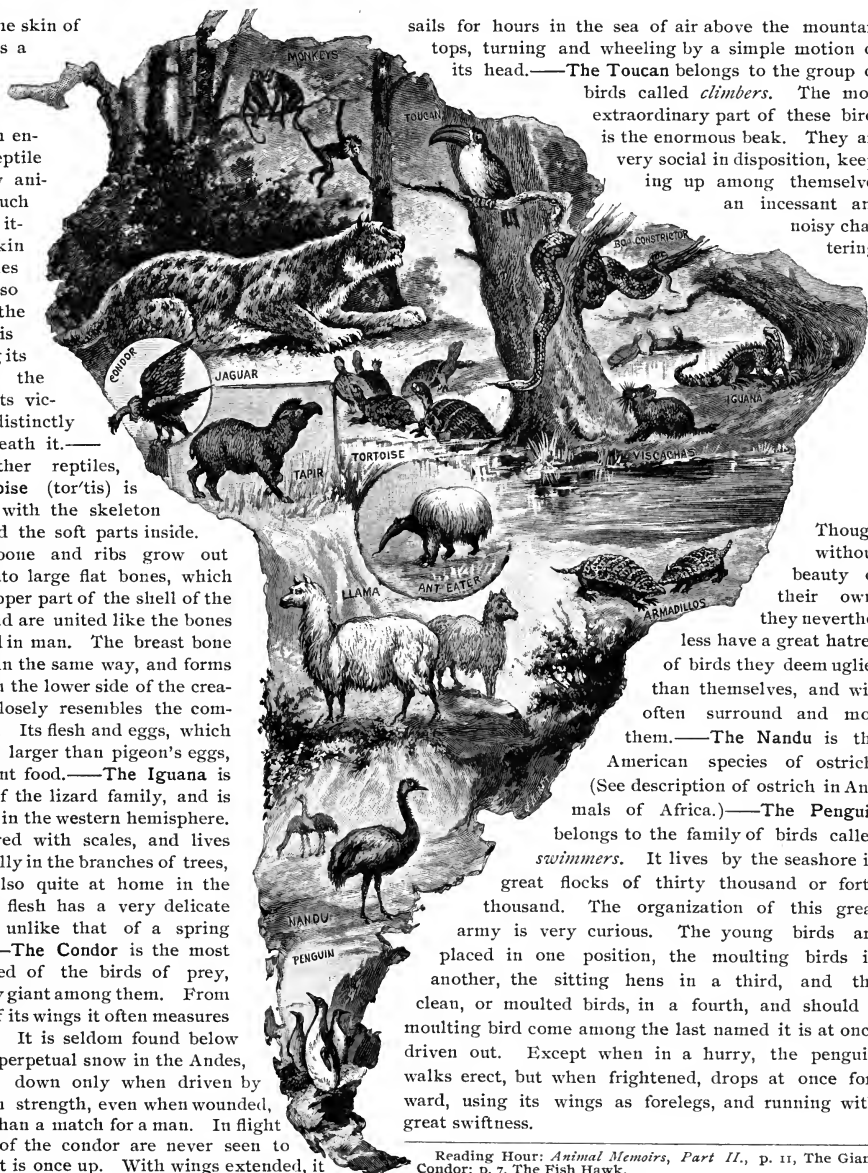 ne skin of
s a
n en-
eptile
ani-
uch
it-
kin
es
so
the
is
its
the
ts vic-
distinctly
eath it.——
ther reptiles,
oise (tor′tis) is
with the skeleton
d the soft parts inside.
bone and ribs grow out
nto large flat bones, which
pper part of the shell of the
nd are united like the bones
d in man. The breast bone
in the same way, and forms
n the lower side of the crea-
losely resembles the com-
Its flesh and eggs, which
larger than pigeon's eggs,
nt food.——The Iguana is
f the lizard family, and is
in the western hemisphere.
red with scales, and lives
lly in the branches of trees,
lso quite at home in the
flesh has a very delicate
unlike that of a spring
–The Condor is the most
ed of the birds of prey,
y giant among them. From
f its wings it often measures
It is seldom found below
perpetual snow in the Andes,
down only when driven by
n strength, even when wounded,
than a match for a man. In flight
of the condor are never seen to
t is once up. With wings extended, it
MONKEYS
TOUCAN
BOA CONSTRICTOR
CONDOR
JAGUAR
IGUANA
TAPIR
TORTOISE
VISCACHAS
ANT EATER
LLAMA
ARMADILLOS
NANDU
PENGUIN
sails for hours in the sea of air above the mountai
tops, turning and wheeling by a simple motion o
its head.——The Toucan belongs to the group o
birds called climbers. The mos
extraordinary part of these bird
is the enormous beak. They ar
very social in disposition, keep
ing up among themselve
an incessant an
noisy chat
tering
Thoug
withou
beauty o
their own
they neverthe
less have a great hatre
of birds they deem uglie
than themselves, and wil
often surround and mo
them.——The Nandu is th
American species of ostrich
(See description of ostrich in Ani
mals of Africa.)——The Pengui
belongs to the family of birds calle
swimmers. It lives by the seashore i
great flocks of thirty thousand or fort
thousand. The organization of this grea
army is very curious. The young birds ar
placed in one position, the moulting birds i
another, the sitting hens in a third, and th
clean, or moulted birds, in a fourth, and should
moulting bird come among the last named it is at onc
driven out. Except when in a hurry, the pengui
walks erect, but when frightened, drops at once for
ward, using its wings as forelegs, and running wit
great swiftness.
Reading Hour: Animal Memoirs, Part II., p. 11, The Gian
Condor; p. 7, The Fish Hawk.